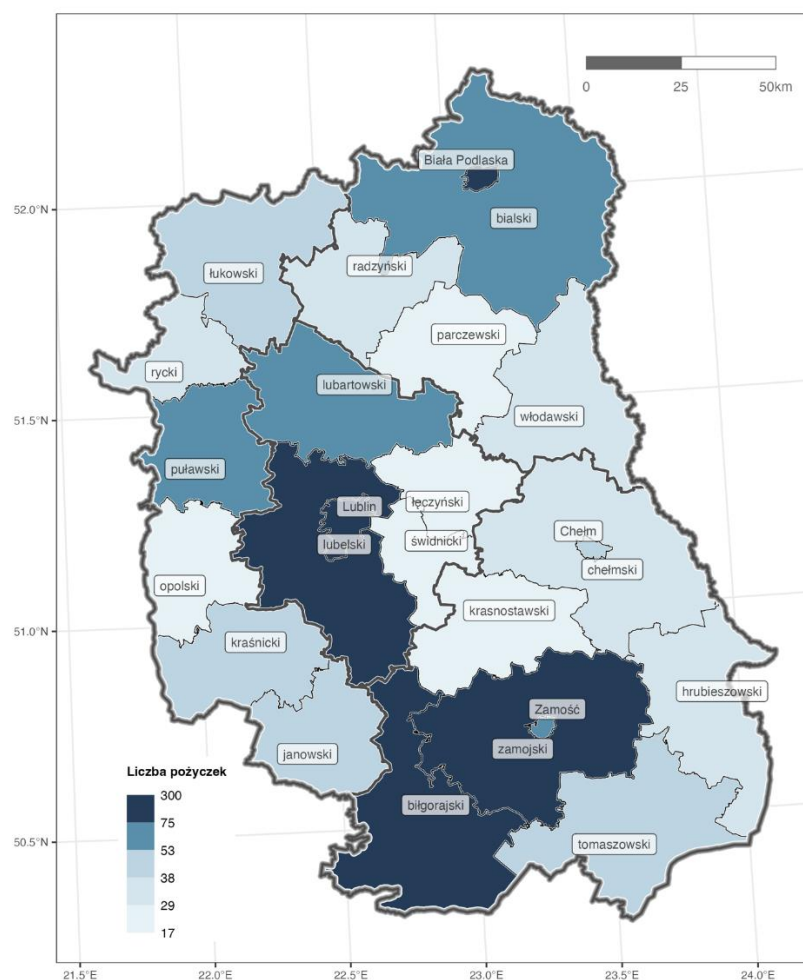 0 25 50km
52.0°N
51.5°N
51.0°N
50.5°N
Biała Podlaska
bialski
łukowski
radzyński
parczewski
rycki
lubartowski
włodawski
puławski
łęczyński
Lublin
świdnicki
lubelski
Chełm
chełmski
opolski
krasnostawski
kraśnicki
hrubieszowski
Zamość
zamojski
janowski
biłgorajski
tomaszowski
Liczba pożyczek
300
75
53
38
29
17
21.5°E 22.0°E 22.5°E 23.0°E 23.5°E 24.0°E